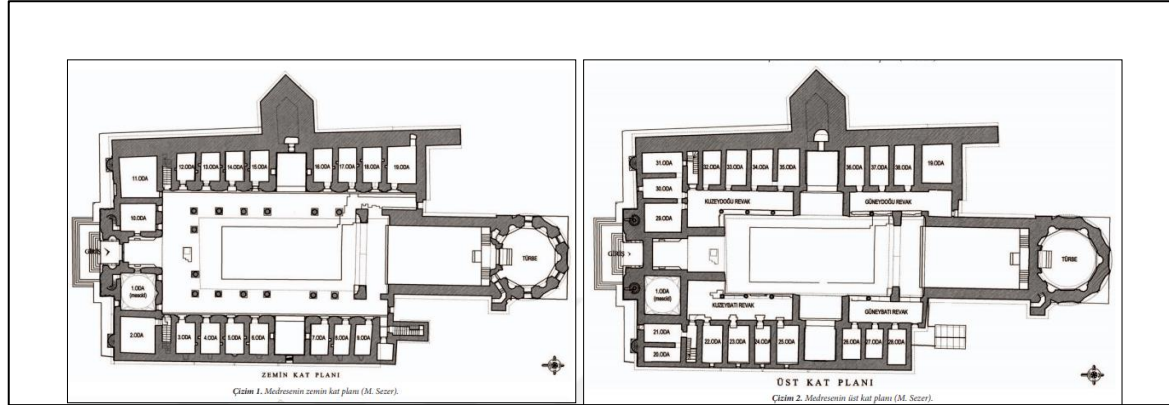 12.ODA 13.ODA 14.ODA 15.ODA 16.ODA 17.ODA 18.ODA 19.ODA
11.ODA
10.ODA
GİRİŞ
TÜRBE
1.ODA
(mescid)
2.ODA 3.ODA 4.ODA 5.ODA 6.ODA 7.ODA 8.ODA 9.ODA
ZEMİN KAT PLANI
Çizim 1. Medresenin zemin kat planı (M. Sezer).
31.ODA 32.ODA 33.ODA 34.ODA 35.ODA 36.ODA 37.ODA 38.ODA 19.ODA
30.ODA
KUZEYDOĞU REVAK GÜNEYDOĞU REVAK
29.ODA
GİRİŞ
TÜRBE
1.ODA
(mescid)
KUZEYBATI REVAK GÜNEYBATI REVAK
21.ODA
22.ODA 23.ODA 24.ODA 25.ODA 26.ODA 27.ODA 28.ODA
20.ODA
ÜST KAT PLANI
Çizim 2. Medresenin üst kat planı (M. Sezer).